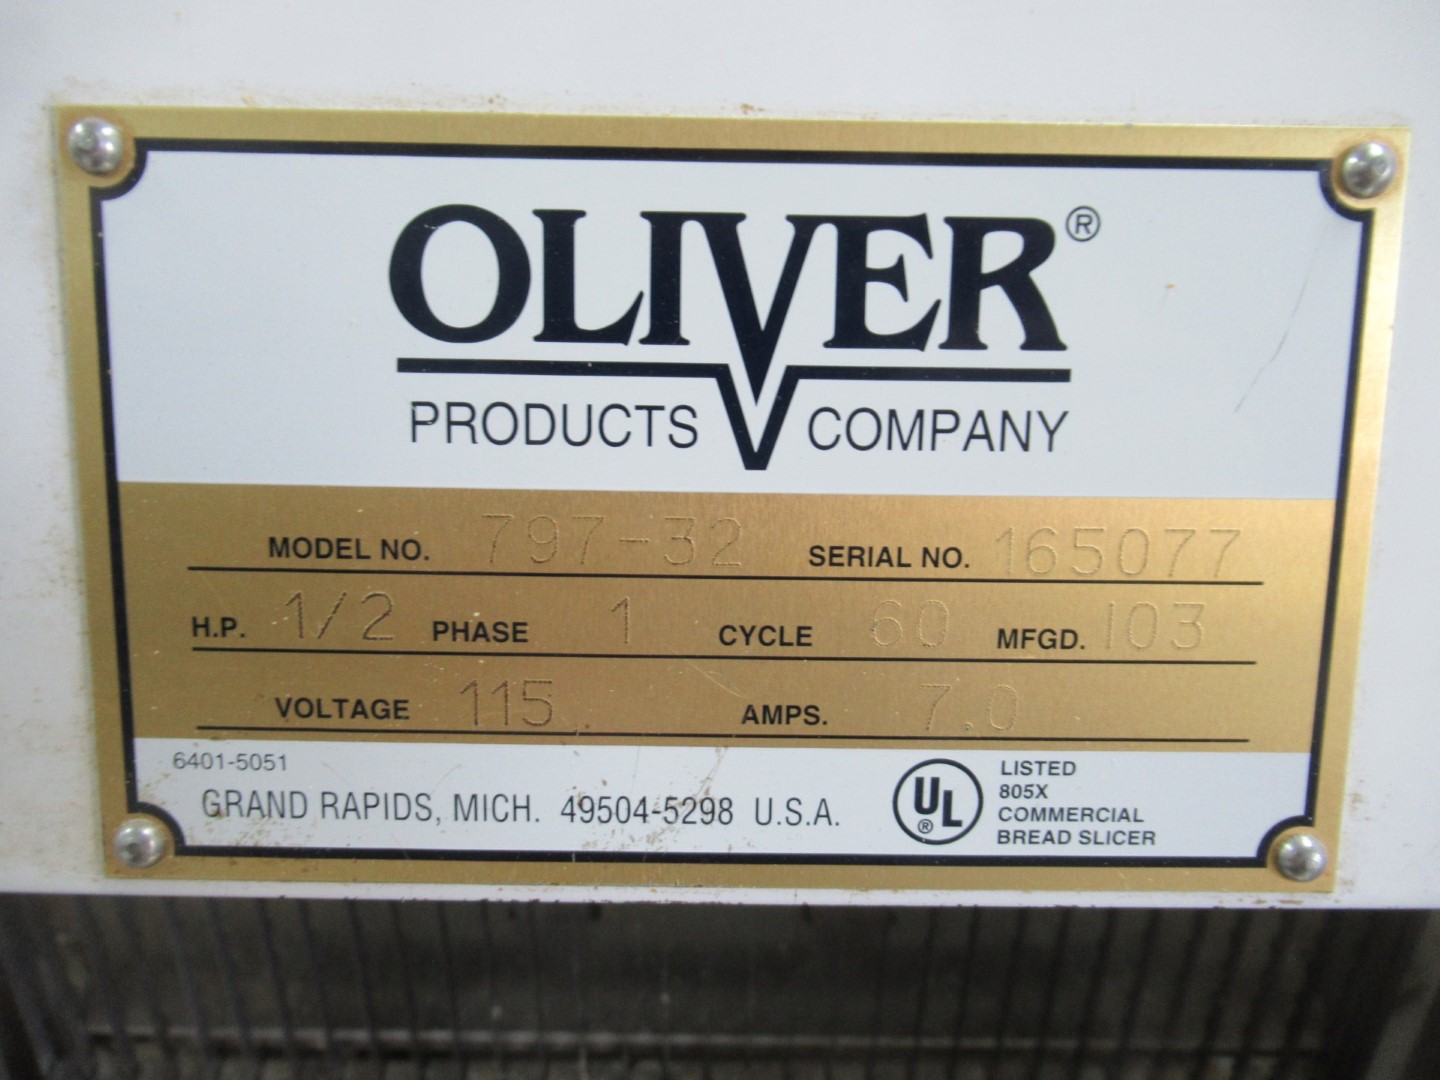 OLIVER®
PRODUCTS COMPANY
MODEL NO. 797-32 SERIAL NO. 165077
H.P. 1/2 PHASE 1 CYCLE 60 MFGD. 103
VOLTAGE 115 AMPS. 7.0
6401-5051
GRAND RAPIDS, MICH. 49504-5298 U.S.A.
UL®
LISTED
805X
COMMERCIAL
BREAD SLICER